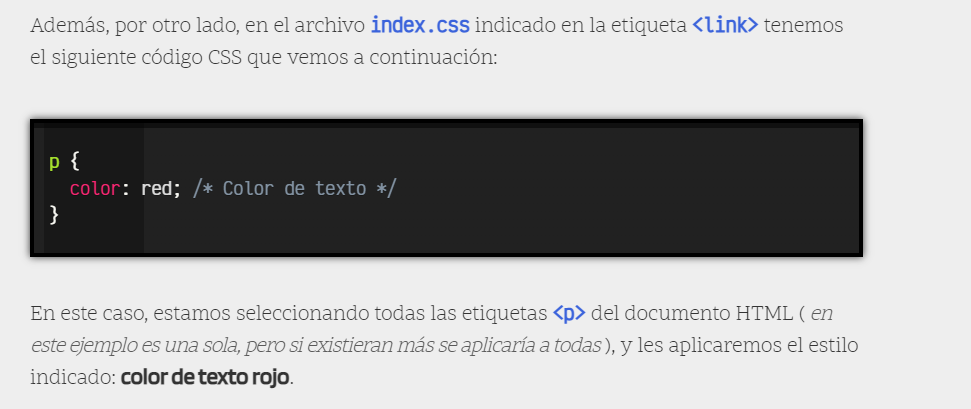 Además, por otro lado, en el archivo index.css indicado en la etiqueta <link> tenemos
el siguiente código CSS que vemos a continuación:
p {
  color: red; /* Color de texto */
}
En este caso, estamos seleccionando todas las etiquetas <p> del documento HTML ( en
este ejemplo es una sola, pero si existieran más se aplicaría a todas ), y les aplicaremos el estilo
indicado: color de texto rojo.